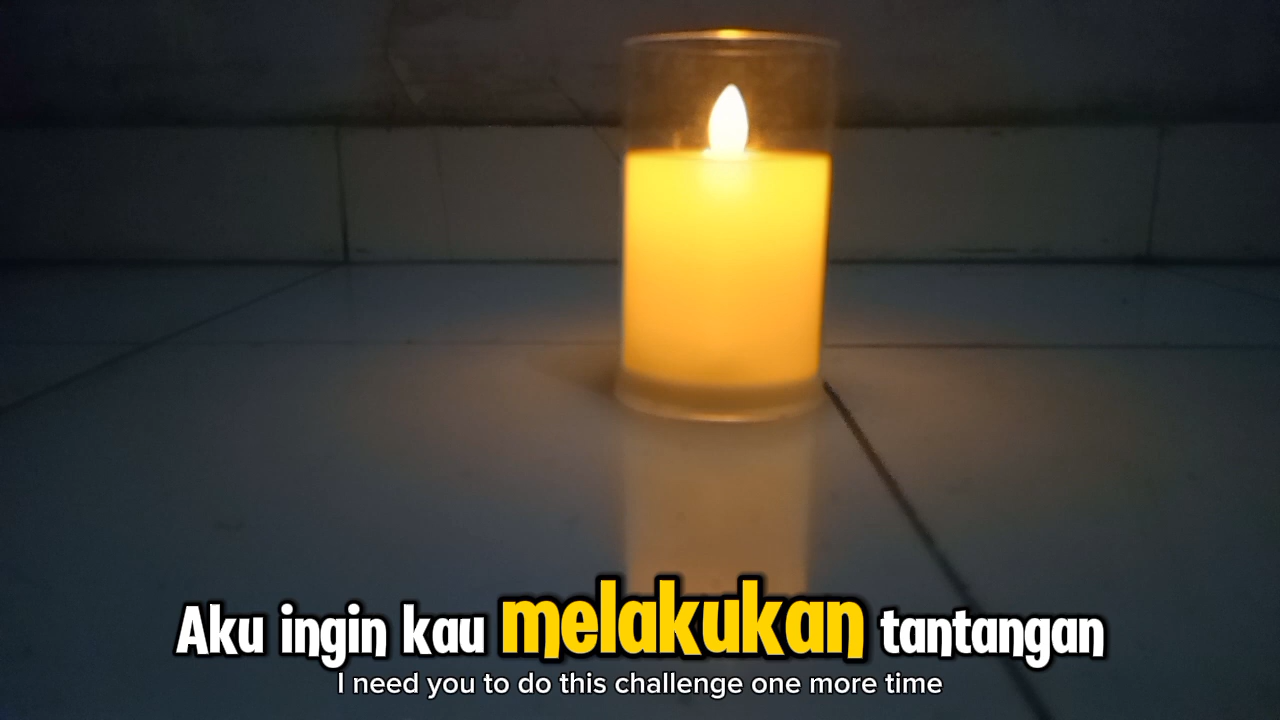 Aku ingin kau melakukan tantangan
I need you to do this challenge one more time